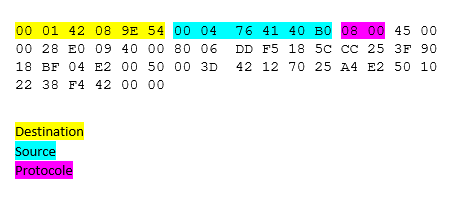 00 01 42 08 9E 54 00 04 76 41 40 B0 08 00 45 00
00 28 E0 09 40 00 80 06 DD F5 18 5C CC 25 3F 90
18 BF 04 E2 00 50 00 3D 42 12 70 25 A4 E2 50 10
22 38 F4 42 00 00
Destination
Source
Protocole